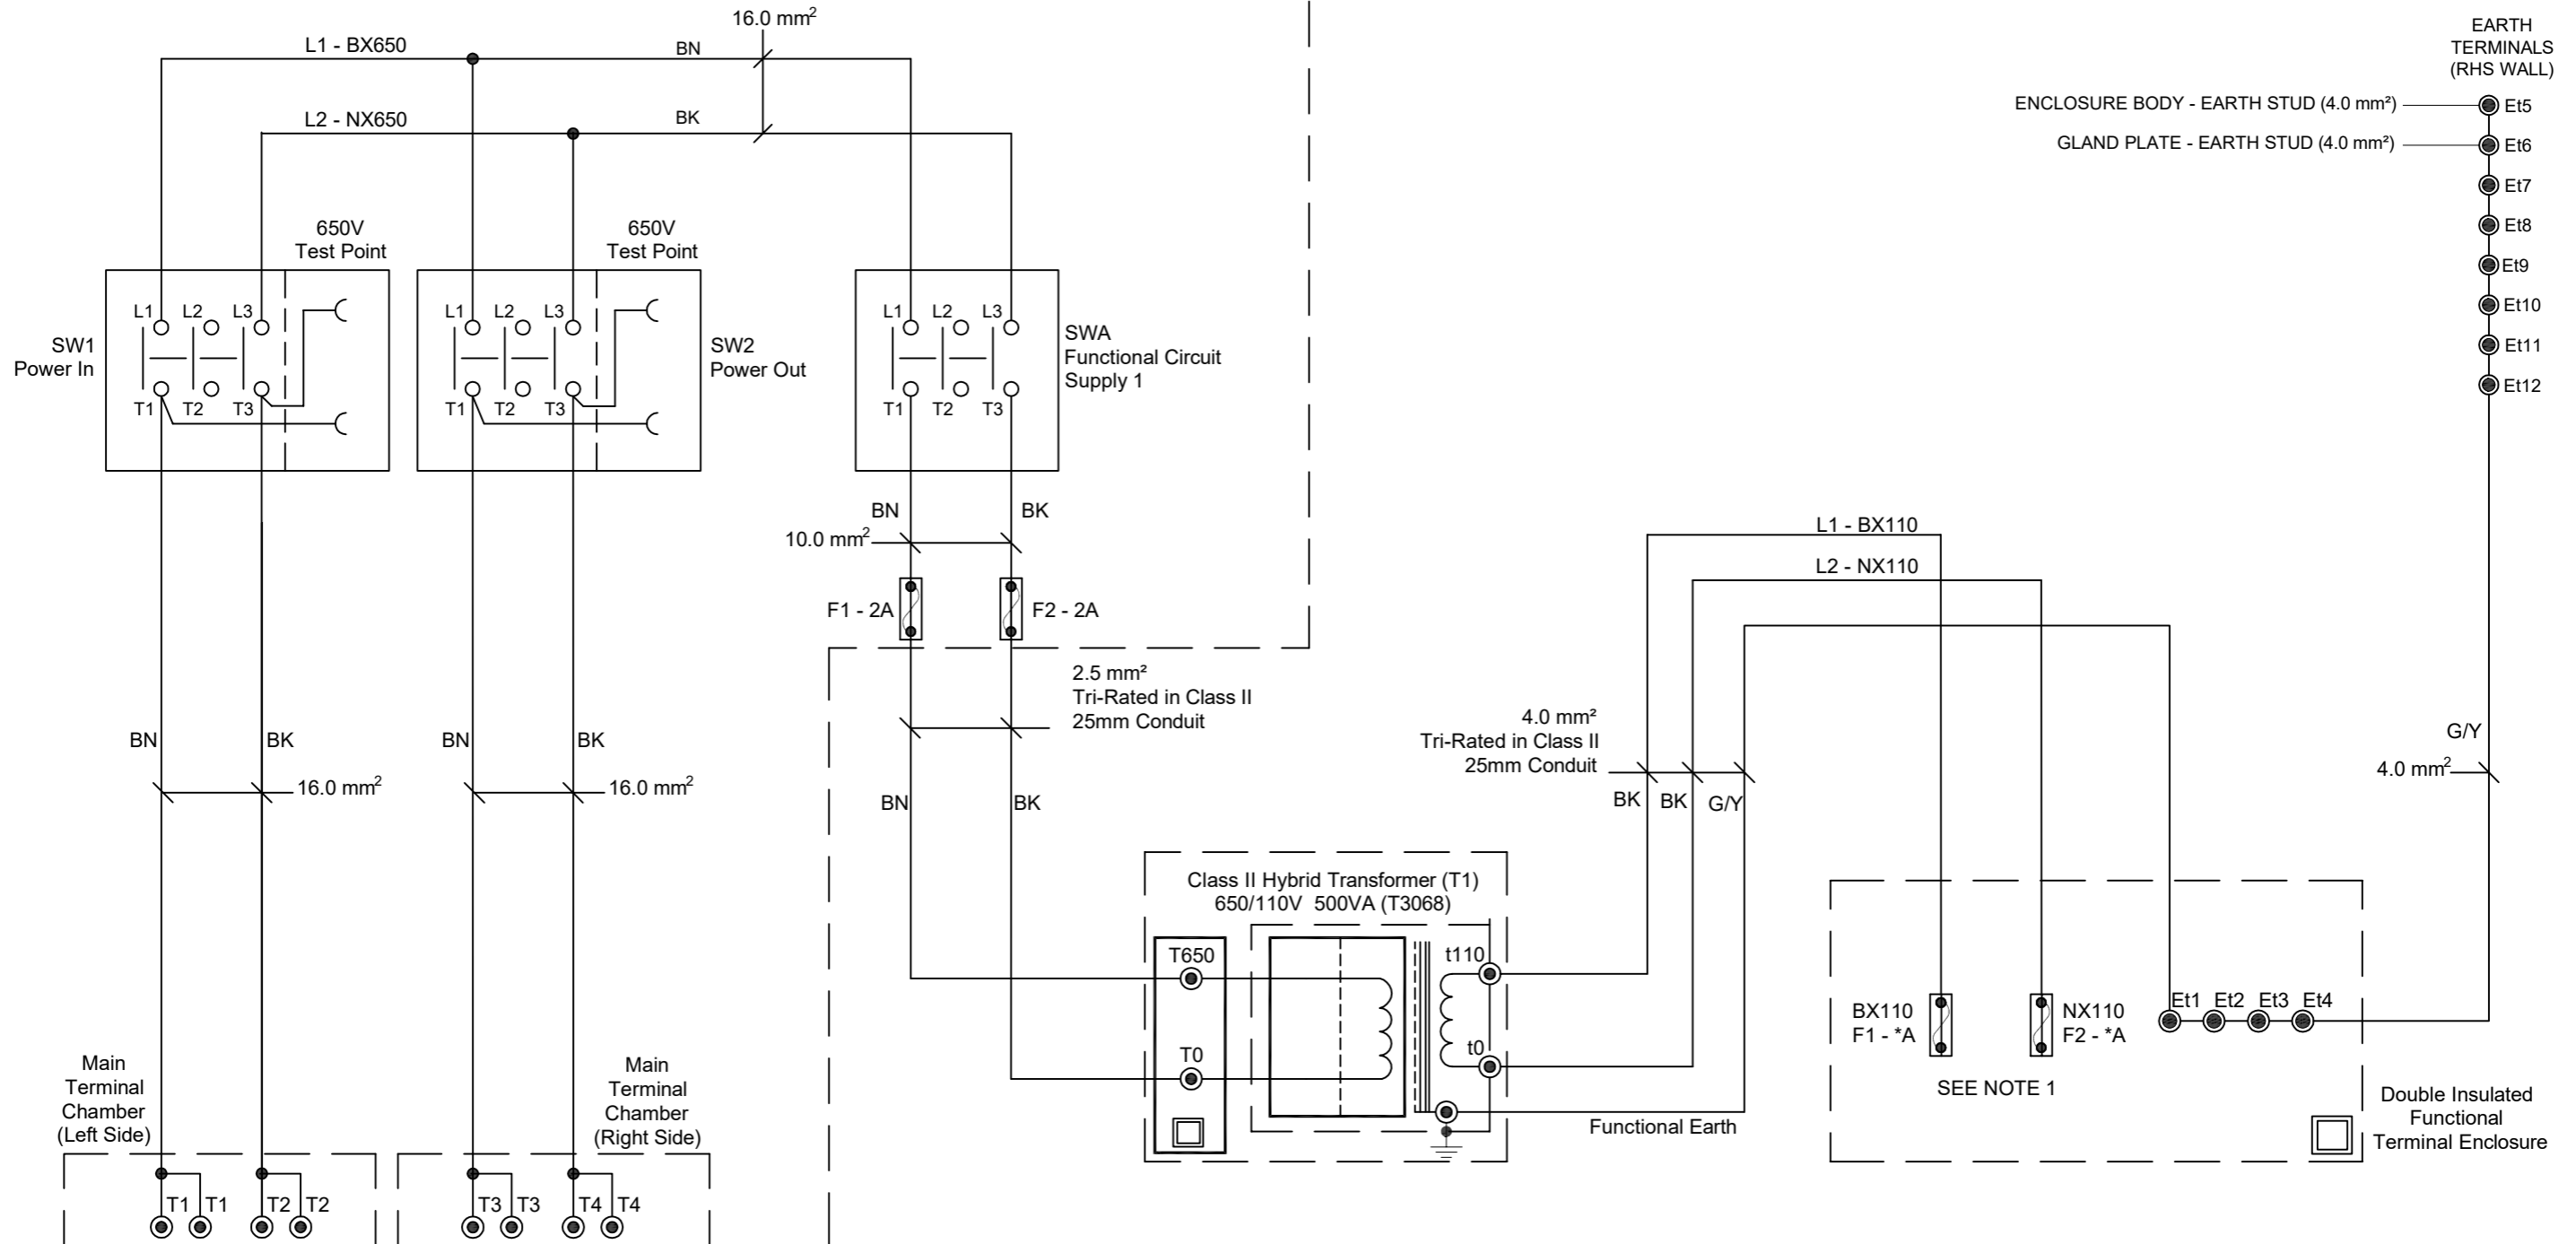 16.0 mm²
L1 - BX650
BN
L2 - NX650
BK
EARTH
TERMINALS
(RHS WALL)
ENCLOSURE BODY - EARTH STUD (4.0 mm²)
Et5
GLAND PLATE - EARTH STUD (4.0 mm²)
Et6
Et7
Et8
Et9
Et10
Et11
Et12
650V
Test Point
650V
Test Point
L1
L2
L3
SW1
Power In
T1
T2
T3
L1
L2
L3
SW2
Power Out
T1
T2
T3
L1
L2
L3
SWA
Functional Circuit
Supply 1
T1
T2
T3
BN
BK
10.0 mm²
F1 - 2A
F2 - 2A
2.5 mm²
Tri-Rated in Class II
25mm Conduit
L1 - BX110
L2 - NX110
4.0 mm²
Tri-Rated in Class II
25mm Conduit
BK
BK
G/Y
G/Y
4.0 mm²
BN
BK
16.0 mm²
BN
BK
16.0 mm²
BN
BK
Class II Hybrid Transformer (T1)
650/110V 500VA (T3068)
T650
T0
t110
t0
Functional Earth
BX110
F1 - *A
NX110
F2 - *A
SEE NOTE 1
Et1
Et2
Et3
Et4
Double Insulated
Functional
Terminal Enclosure
Main
Terminal
Chamber
(Left Side)
Main
Terminal
Chamber
(Right Side)
T1
T1
T2
T2
T3
T3
T4
T4